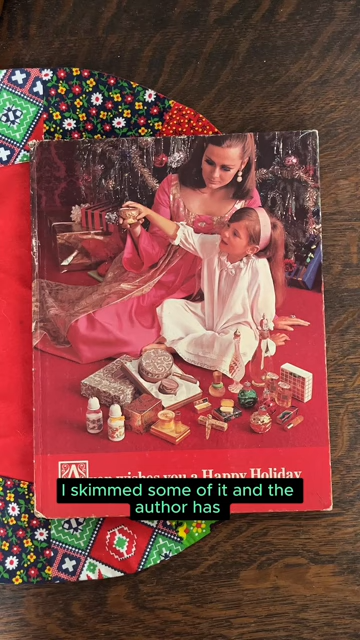 wishes you a Happy Holiday
I skimmed some of it and the
author has